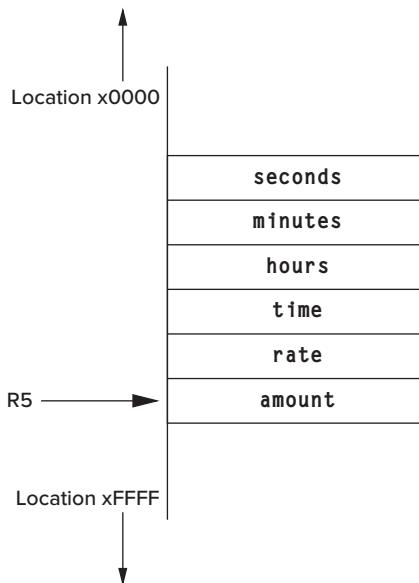 Location x0000
seconds
minutes
hours
time
rate
R5
amount
Location xFFFF